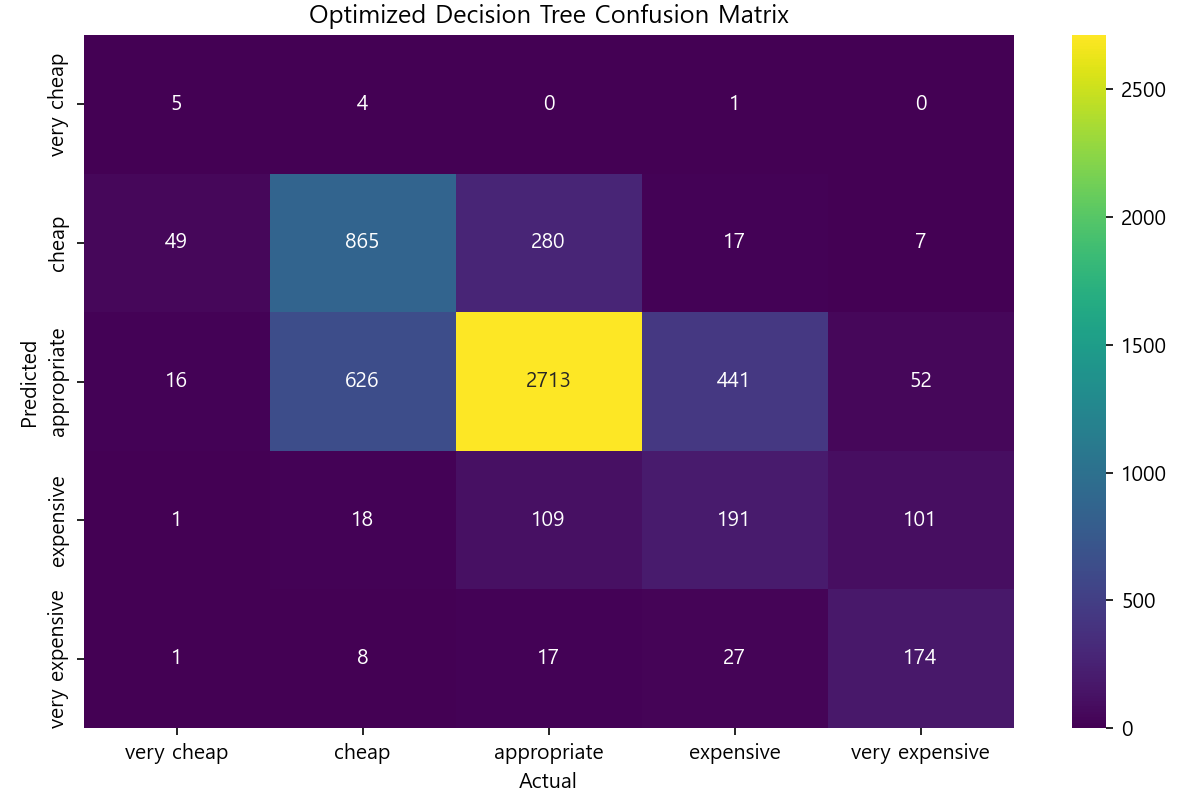 Optimized Decision Tree Confusion Matrix
Predicted
very cheap
5 4 0 1 0
cheap
49 865 280 17 7
appropriate
16 626 2713 441 52
expensive
1 18 109 191 101
very expensive
1 8 17 27 174
very cheap cheap appropriate expensive very expensive
Actual
2500
2000
1500
1000
500
0